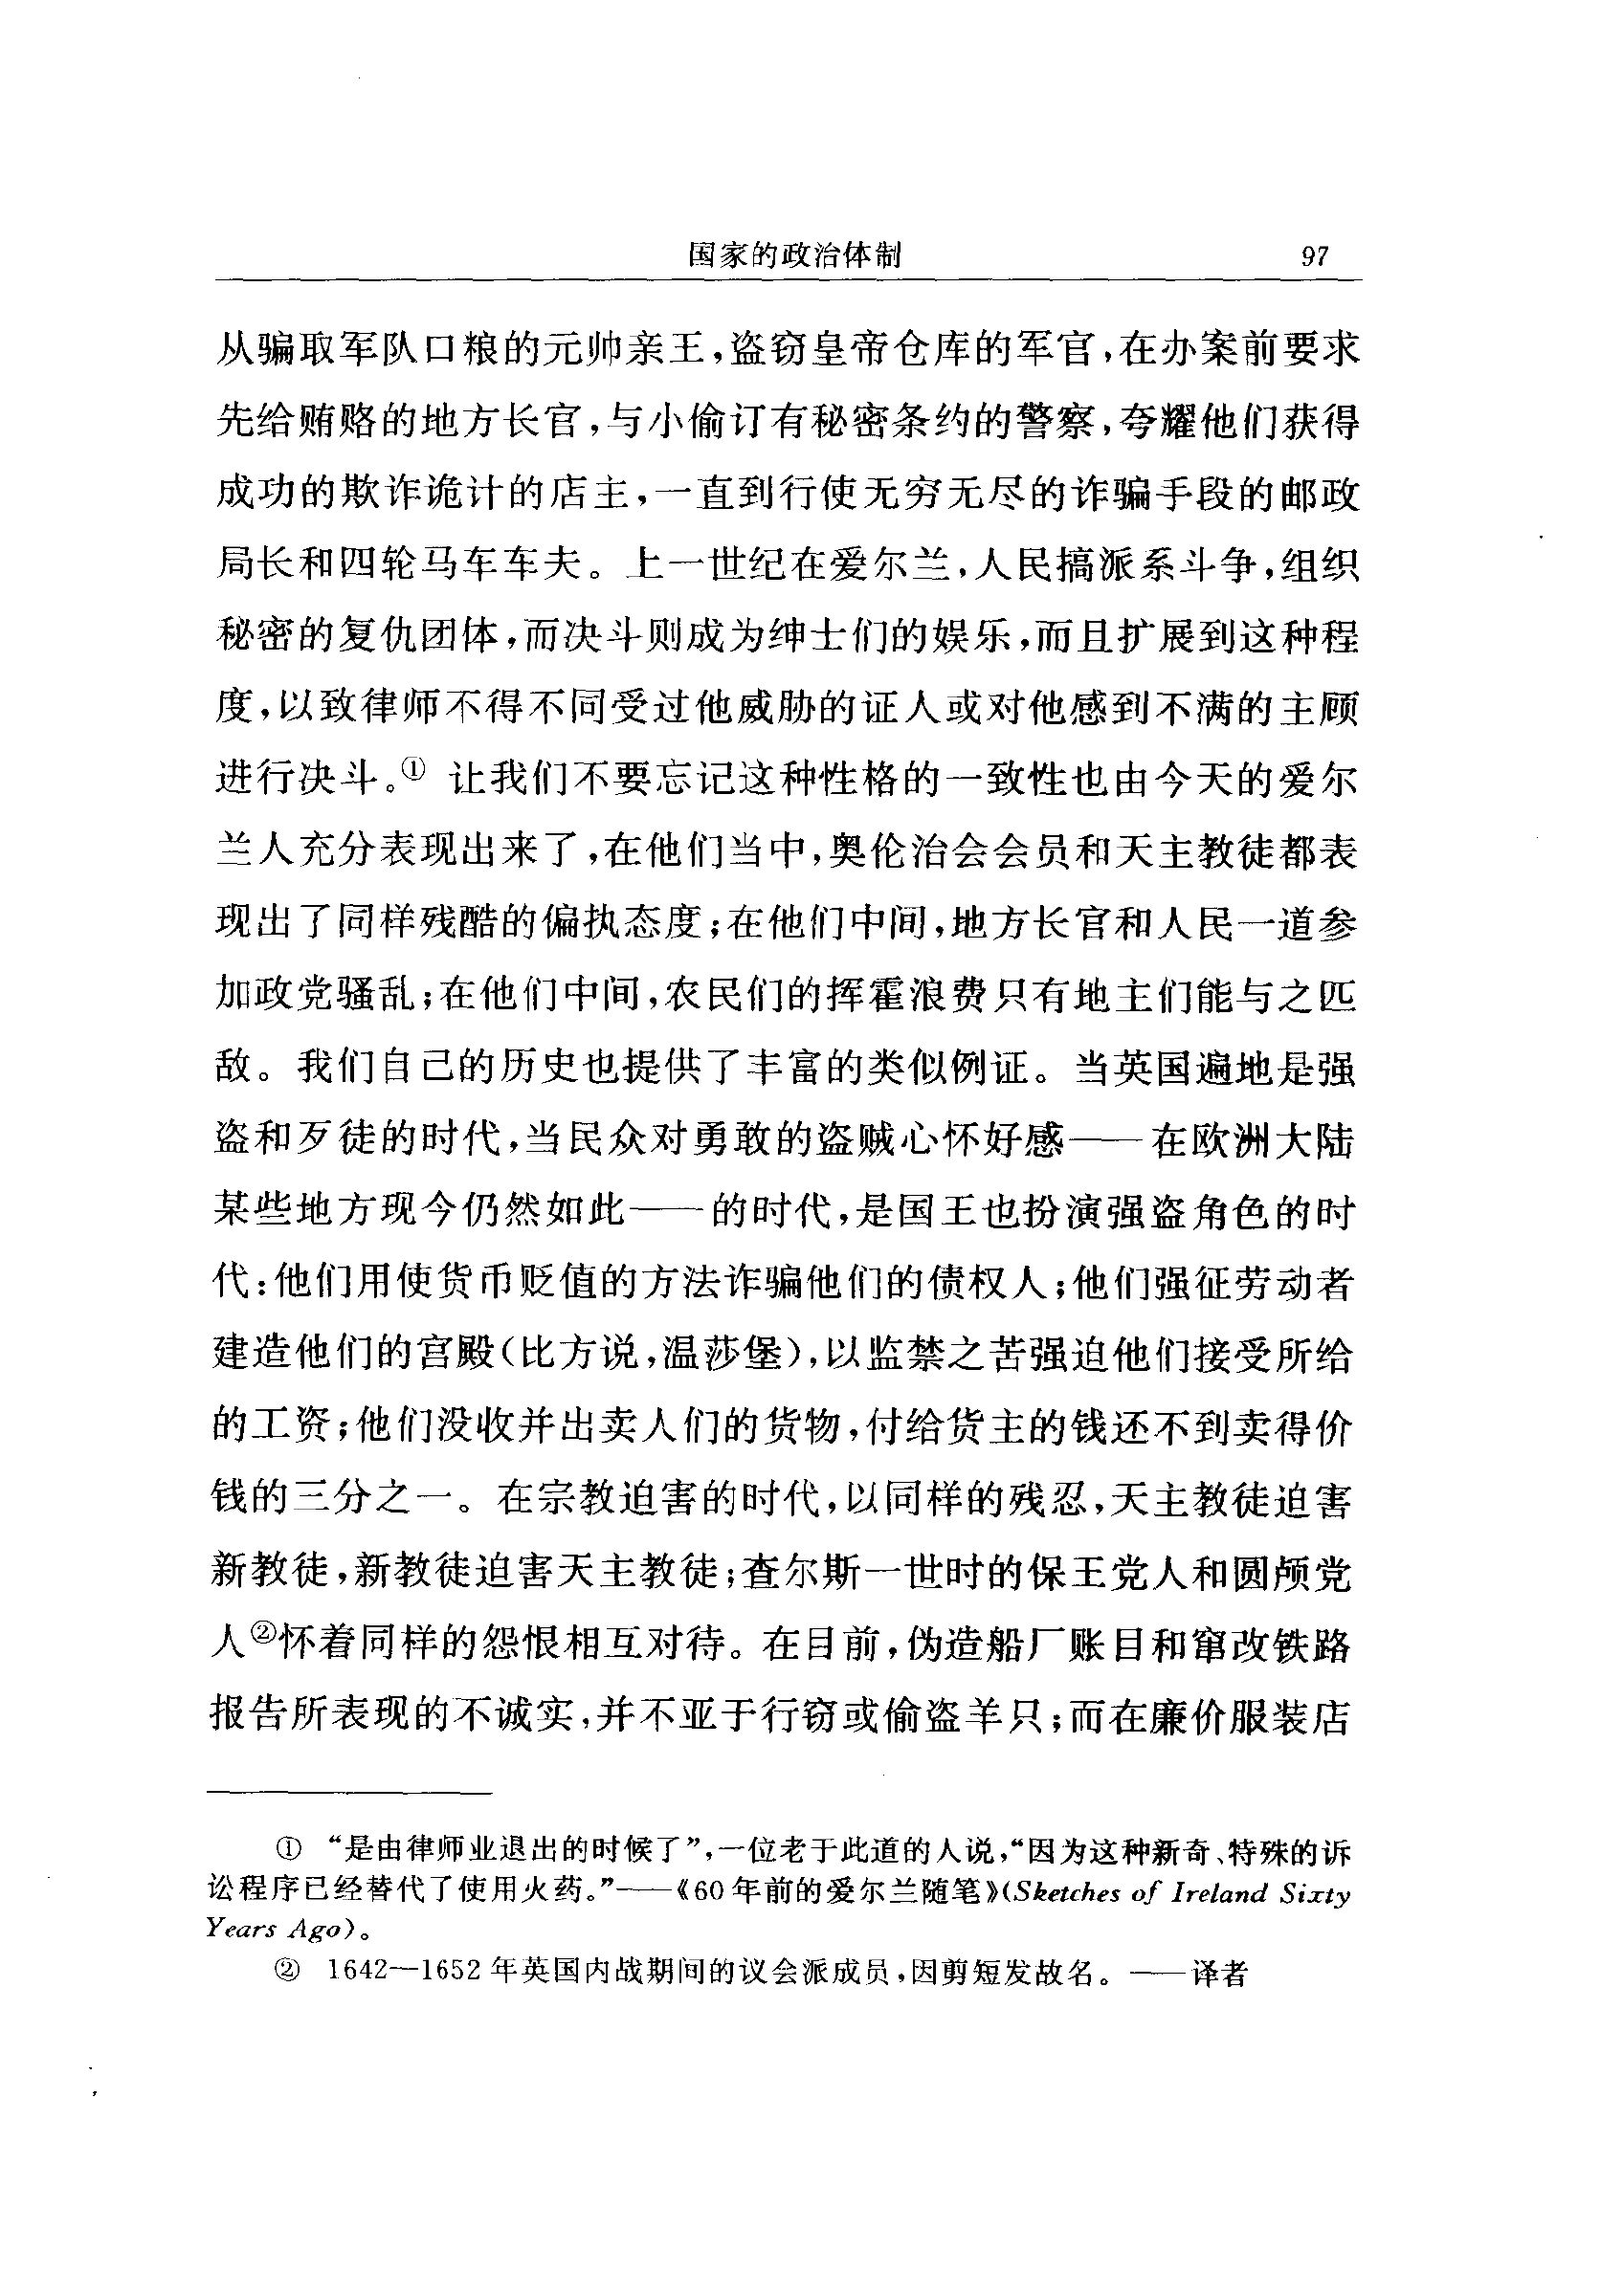 国家的政治体制 97
从骗取军队口粮的元帅亲王,盗窃皇帝仓库的军官,在办案前要求
先给贿赂的地方长官,与小偷订有秘密条约的警察,夸耀他们获得
成功的欺诈诡计的店主,一直到行使无穷无尽的诈骗手段的邮政
局长和四轮马车车夫。上一世纪在爱尔兰,人民搞派系斗争,组织
秘密的复仇团体,而决斗则成为绅士们的娱乐,而且扩展到这种程
度,以致律师不得不同受过他威胁的证人或对他感到不满的主顾
进行决斗。① 让我们不要忘记这种性格的一致性也由今天的爱尔
兰人充分表现出来了,在他们当中,奥伦治会会员和天主教徒都表
现出了同样残酷的偏执态度;在他们中间,地方长官和人民一道参
加政党骚乱;在他们中间,农民们的挥霍浪费只有地主们能与之匹
敌。我们自己的历史也提供了丰富的类似例证。当英国遍地是强
盗和歹徒的时代,当民众对勇敢的盗贼心怀好感——在欧洲大陆
某些地方现今仍然如此——的时代,是国王也扮演强盗角色的时
代:他们用使货币贬值的方法诈骗他们的债权人;他们强征劳动者
建造他们的宫殿(比方说,温莎堡),以监禁之苦强迫他们接受所给
的工资;他们没收并出卖人们的货物,付给货主的钱还不到卖得价
钱的三分之一。在宗教迫害的时代,以同样的残忍,天主教徒迫害
新教徒,新教徒迫害天主教徒;查尔斯一世时的保王党人和圆颅党
人②怀着同样的怨恨相互对待。在目前,伪造船厂账目和窜改铁路
报告所表现的不诚实,并不亚于行窃或偷盗羊只;而在廉价服装店
① “是由律师业退出的时候了”,一位老于此道的人说,“因为这种新奇、特殊的诉
讼程序已经替代了使用火药。”——《60年前的爱尔兰随笔》(Sketches of Ireland Sixty
Years Ago)。
② 1642—1652年英国内战期间的议会派成员,因剪短发故名。——译者